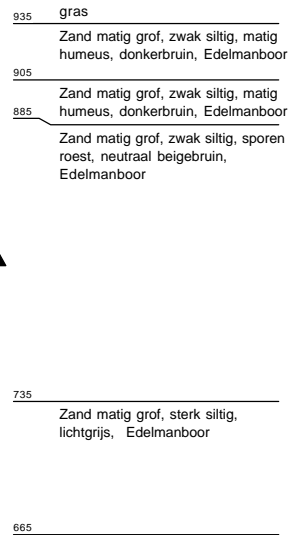 935 gras
Zand matig grof, zwak siltig, matig
humeus, donkerbruin, Edelmanboor
905
Zand matig grof, zwak siltig, matig
885 humeus, donkerbruin, Edelmanboor
Zand matig grof, zwak siltig, sporen
roest, neutraal beigebruin,
Edelmanboor
735
Zand matig grof, sterk siltig,
lichtgrijs, Edelmanboor
665